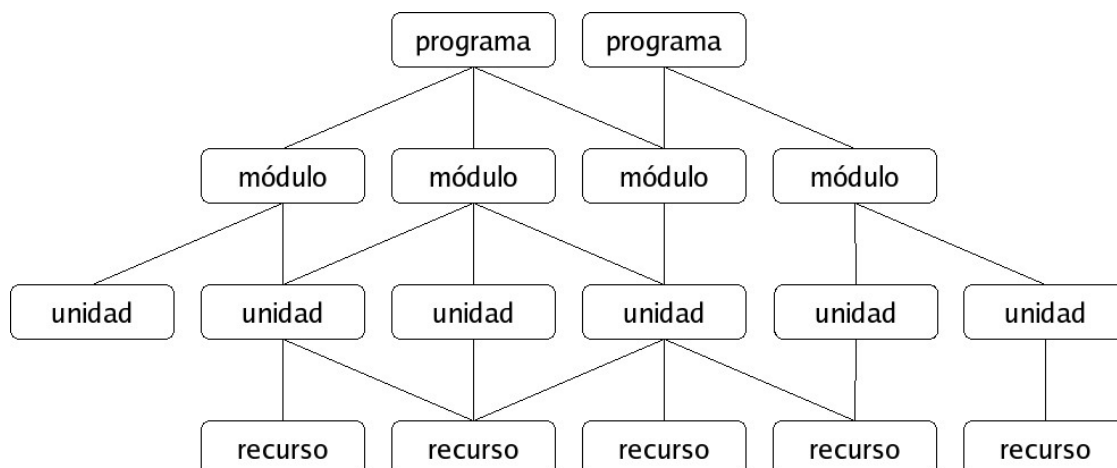 programa programa
módulo módulo módulo módulo
unidad unidad unidad unidad unidad unidad
recurso recurso recurso recurso recurso